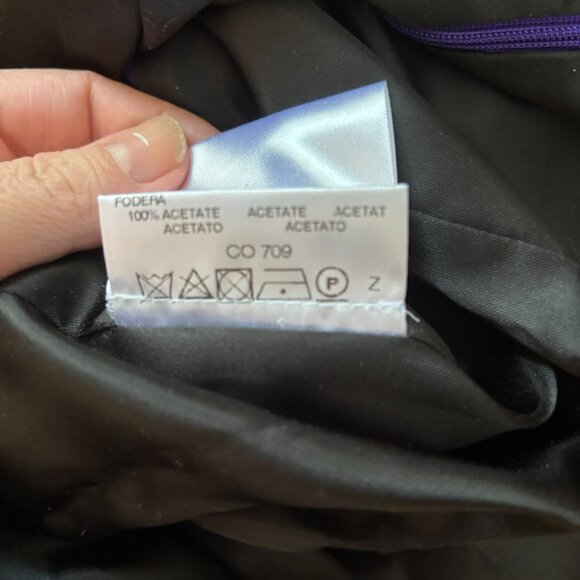 FODERA
100% ACETATE ACETATE ACETAT
ACETATO ACETATO
CO 709
P Z